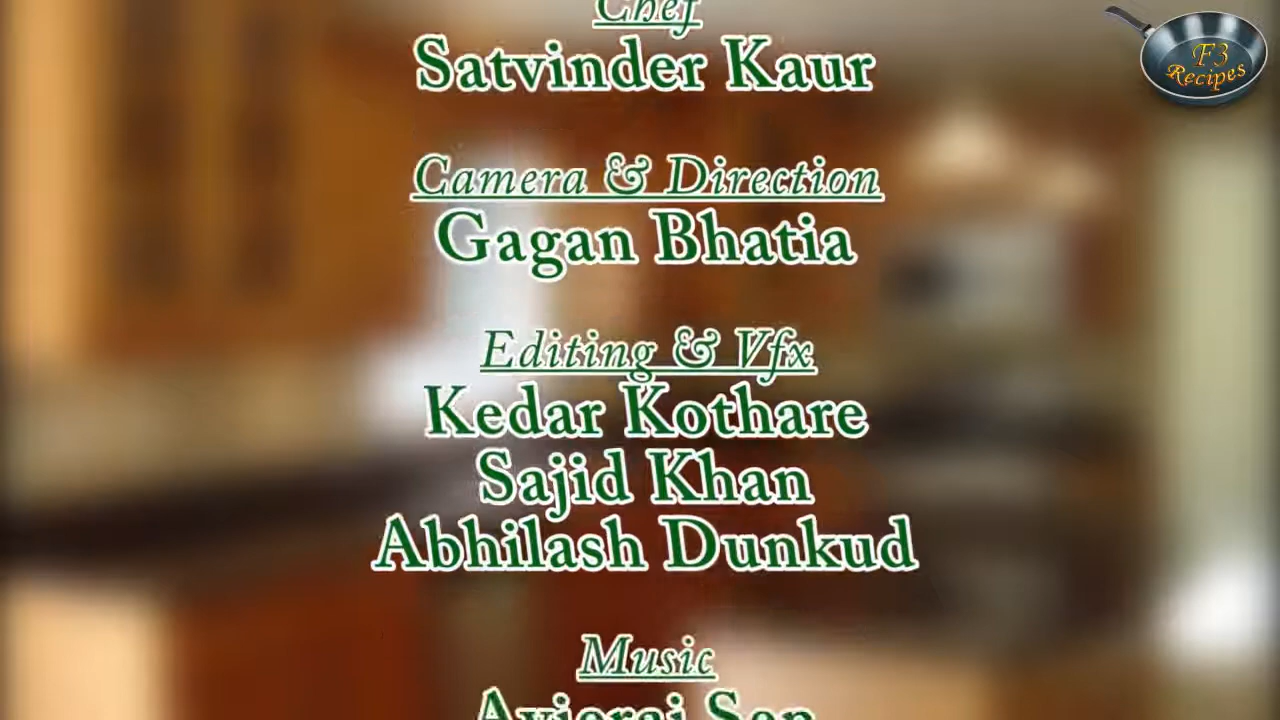 Chef
Satvinder Kaur
F3
Recipes
Camera & Direction
Gagan Bhatia
Editing & Vfx
Kedar Kothare
Sajid Khan
Abhilash Dunkud
Music